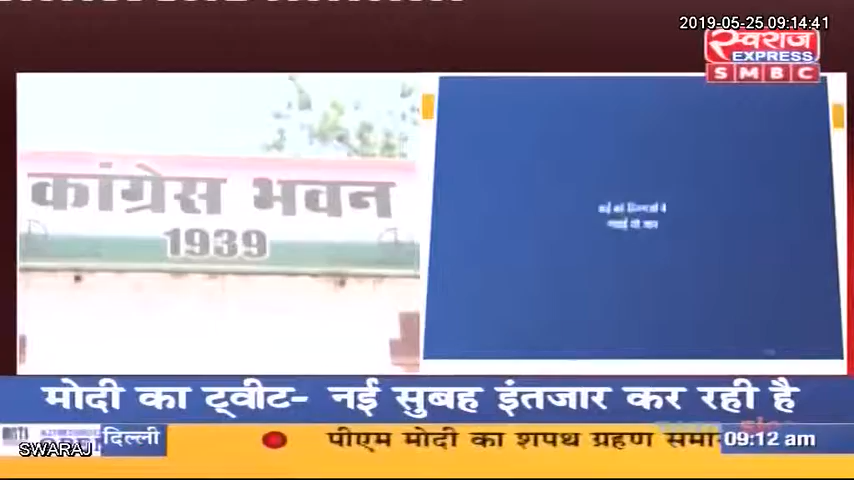 2019-05-25 09:14:41
स्वराज
EXPRESS
SMBC
कांग्रेस भवन
1939
मोदी का ट्वीट- नई सुबह इंतजार कर रही है
SWARAJ
दिल्ली
पीएम मोदी का शपथ ग्रहण
09:12 am